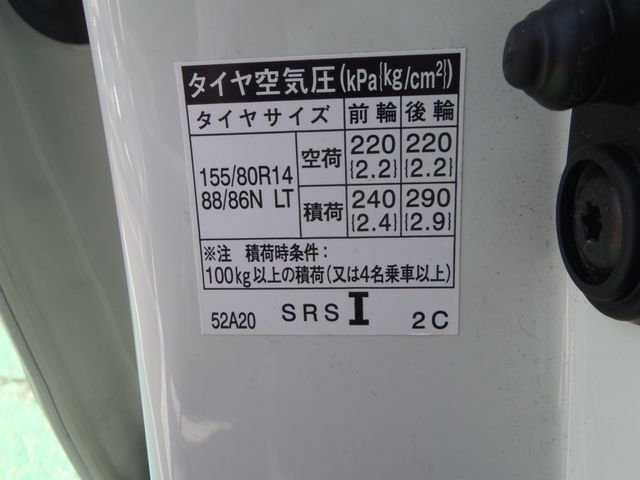 タイヤ空気圧(kPa{kg/cm²})
タイヤサイズ 前輪 後輪
155/80R14 88/86N LT 空荷 220{2.2} 220{2.2}
積荷 240{2.4} 290{2.9}
※注 積荷時条件:
100kg以上の積荷(又は4名乗車以上)
52A20 SRS I 2C